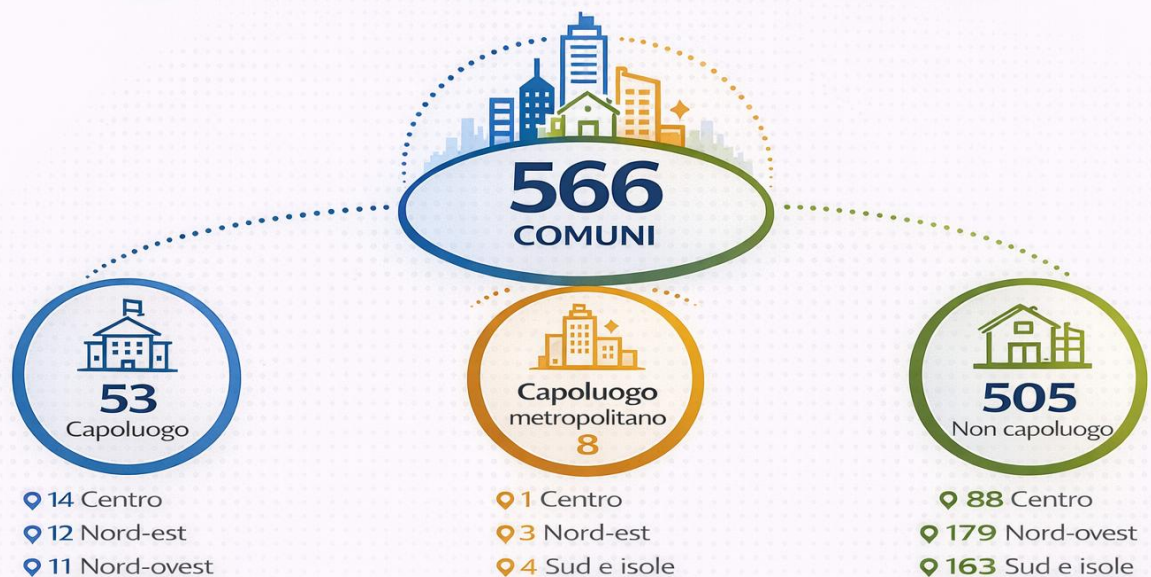 566
COMUNI
53
Capoluogo
14 Centro
12 Nord-est
11 Nord-ovest
Capoluogo
metropolitano
8
1 Centro
3 Nord-est
4 Sud e isole
505
Non capoluogo
88 Centro
179 Nord-ovest
163 Sud e isole